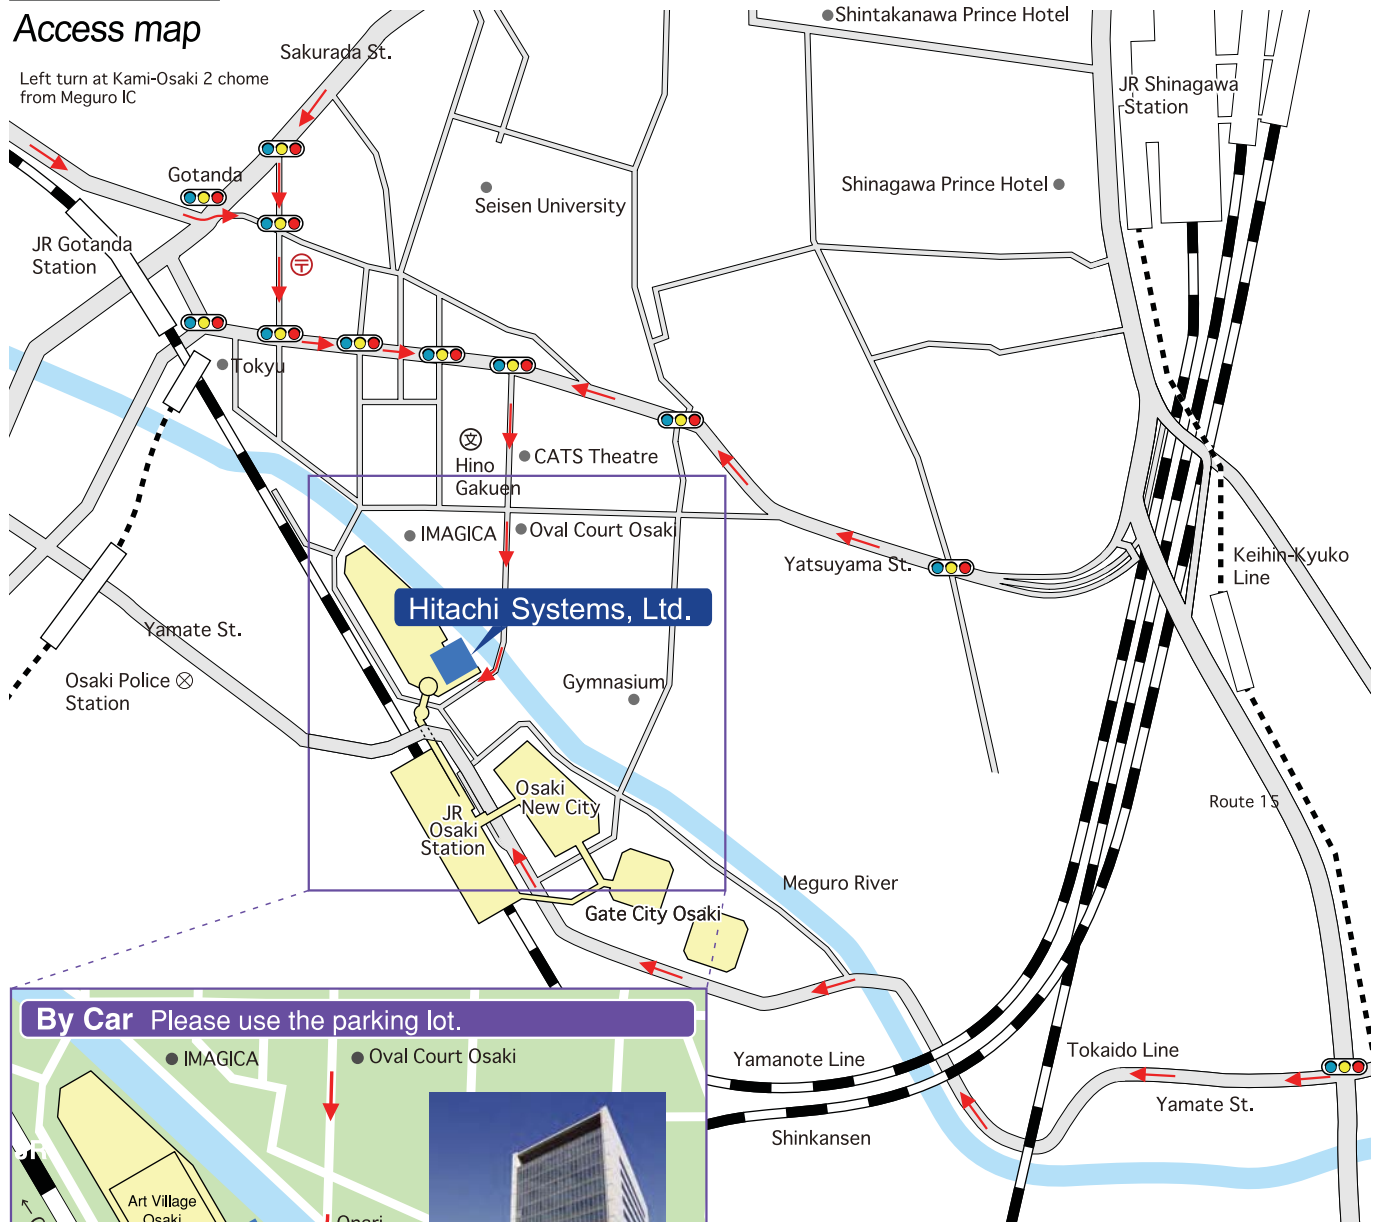 Access map
Left turn at Kami-Osaki 2 chome
from Meguro IC
Sakurada St.
Shintakanawa Prince Hotel
JR Shinagawa
Station
Gotanda
Shinagawa Prince Hotel
Seisen University
JR Gotanda
Station
〒
Tokyu
文
Hino
Gakuen
CATS Theatre
IMAGICA
Oval Court Osaki
Yatsuyama St.
Keihin-Kyuko
Line
Hitachi Systems, Ltd.
Yamate St.
Osaki Police
Station
Gymnasium
Osaki
New City
JR
Osaki
Station
Route 15
Meguro River
Gate City Osaki
By Car Please use the parking lot.
IMAGICA
Oval Court Osaki
Yamanote Line
Tokaido Line
Yamate St.
Shinkansen
JR
Art Village
Osaki